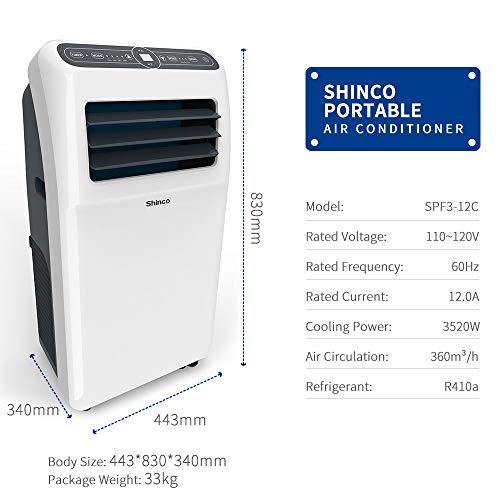 SHINCO
PORTABLE
AIR CONDITIONER
Shinco
830mm
340mm
443mm
Model: SPF3-12C
Rated Voltage: 110~120V
Rated Frequency: 60Hz
Rated Current: 12.0A
Cooling Power: 3520W
Air Circulation: 360m³/h
Refrigerant: R410a
Body Size: 443*830*340mm
Package Weight: 33kg